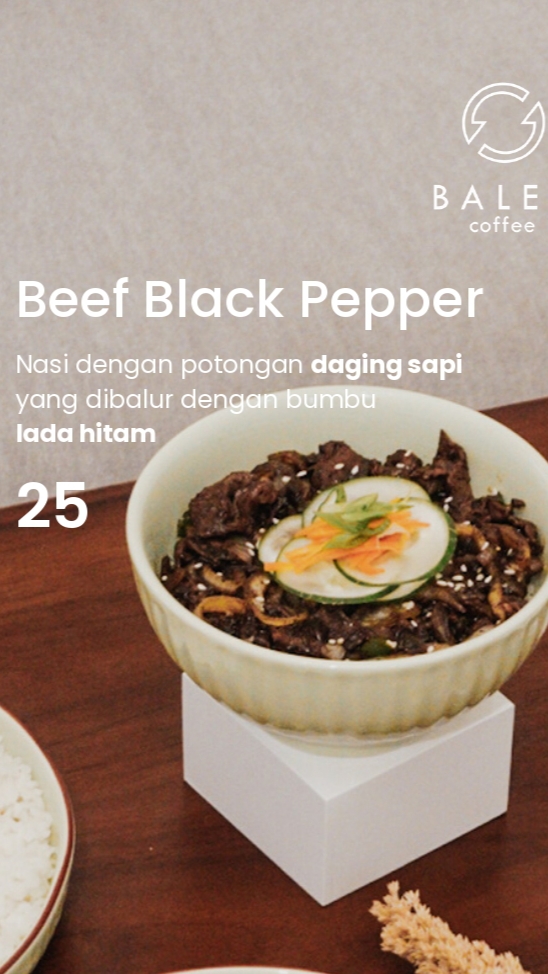 BALE
coffee
Beef Black Pepper
Nasi dengan potongan daging sapi
yang dibalur dengan bumbu
lada hitam
25